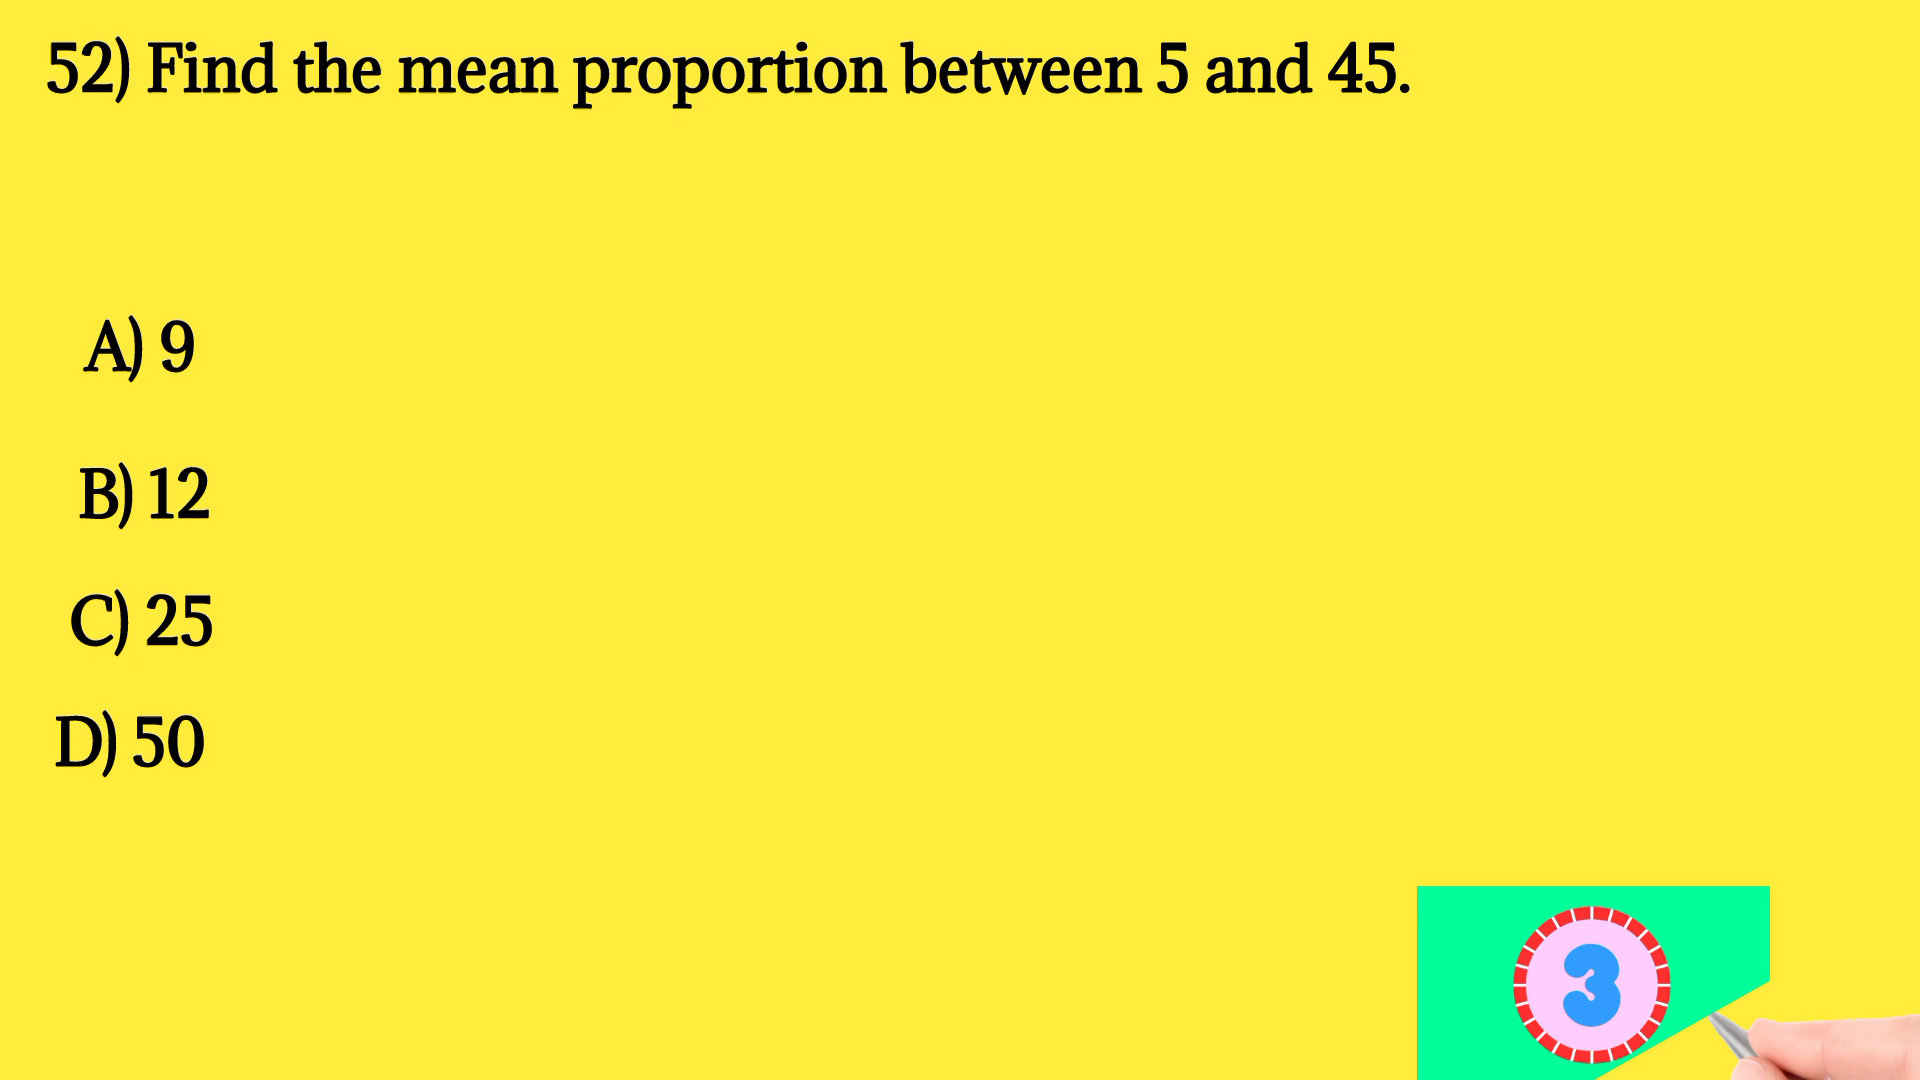 52) Find the mean proportion between 5 and 45.
A) 9
B) 12
C) 25
D) 50
3